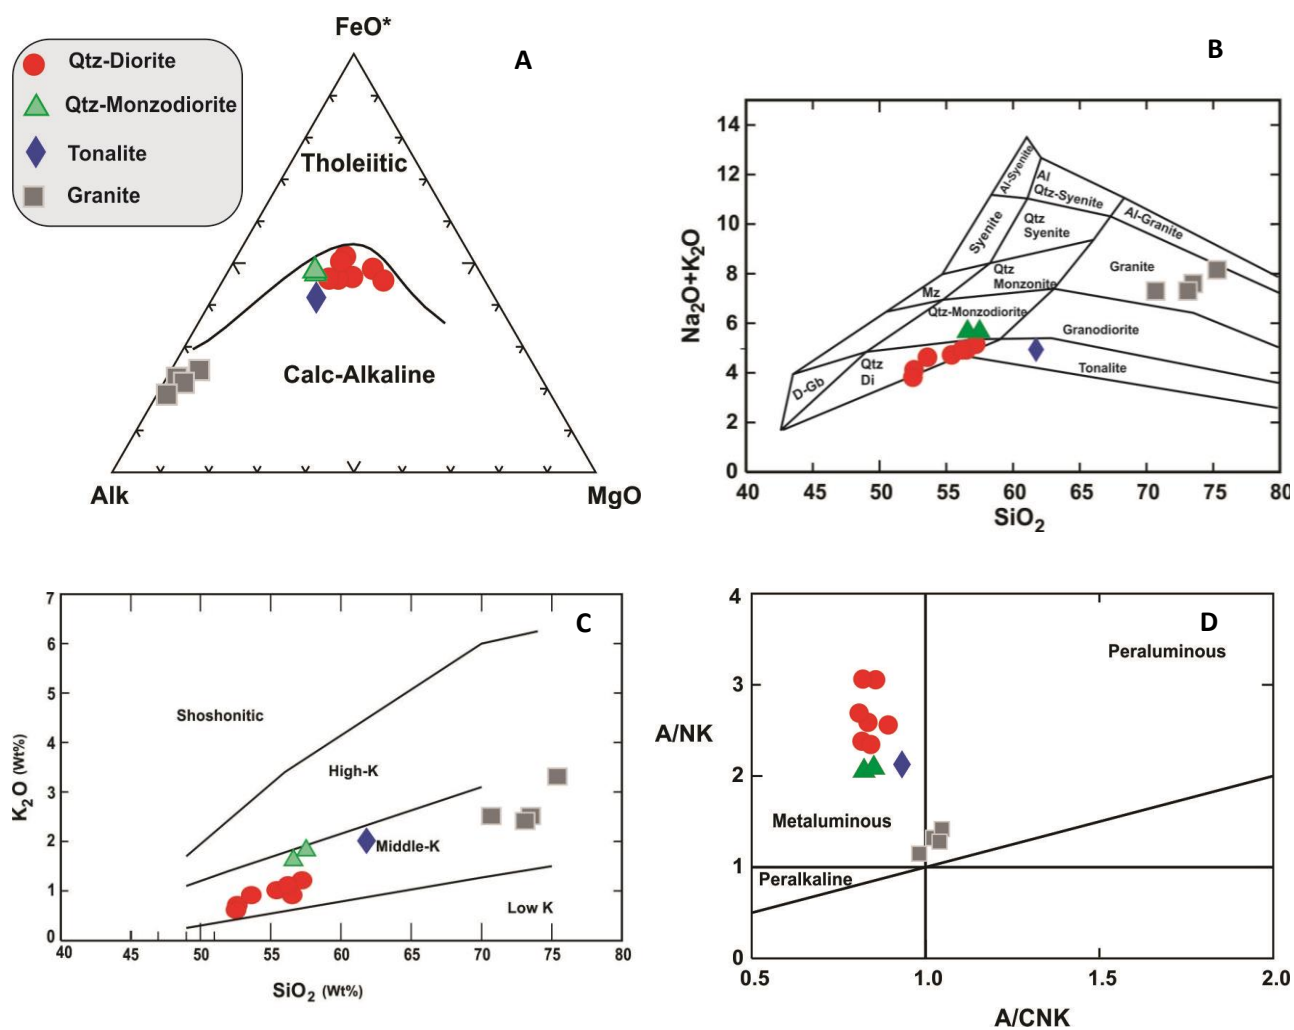 FeO*
A
Qtz-Diorite
Qtz-Monzodiorite
Tonalite
Granite
Tholeiitic
Calc-Alkaline
Alk
MgO
B
14
12
10
8
6
4
2
0
Na2O+K2O
Al-Syenite
Al
Qtz-Syenite
Al-Granite
Syenite
Qtz
Syenite
Granite
Qtz
Monzonite
Mz
Qtz-Monzodiorite
Granodiorite
Qtz
Di
Tonalite
D-Gb
40 45 50 55 60 65 70 75 80
SiO2
7
6
5
4
3
2
1
0
K2O (Wt%)
C
Shoshonitic
High-K
Middle-K
Low K
40 45 50 55 60 65 70 75 80
SiO2 (Wt%)
4
3
2
1
0
A/NK
D
Peraluminous
Metaluminous
Peralkaline
0.5 1.0 1.5 2.0
A/CNK